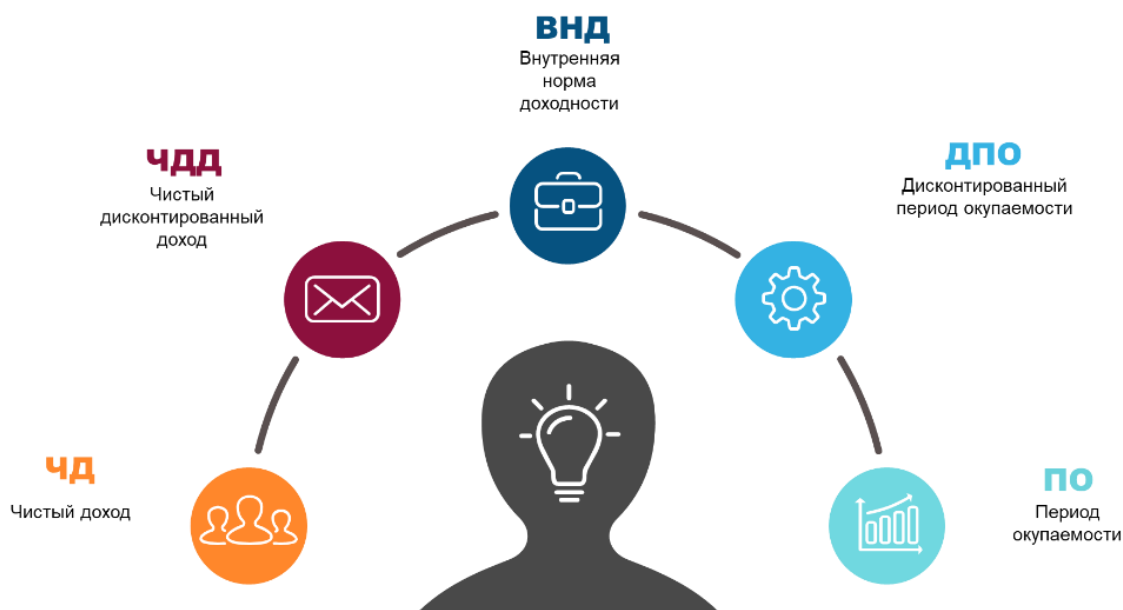 ВНД
Внутренняя
норма
доходности
ЧДД
Чистый
дисконтированный
доход
ДПО
Дисконтированный
период окупаемости
ЧД
Чистый доход
ПО
Период
окупаемости